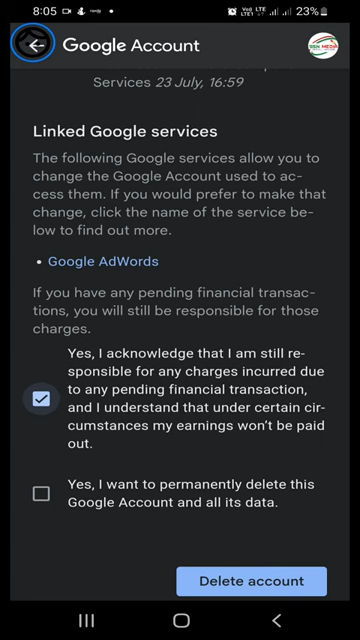 8:05
Vo) LTE
LTE1
23%
Google Account
SSN MEDIA
Services 23 July, 16:59
Linked Google services
The following Google services allow you to
change the Google Account used to ac-
cess them. If you would prefer to make that
change, click the name of the service be-
low to find out more.
• Google AdWords
If you have any pending financial transac-
tions, you will still be responsible for those
charges.
Yes, I acknowledge that I am still re-
sponsible for any charges incurred due
to any pending financial transaction,
and I understand that under certain cir-
cumstances my earnings won't be paid
out.
Yes, I want to permanently delete this
Google Account and all its data.
Delete account